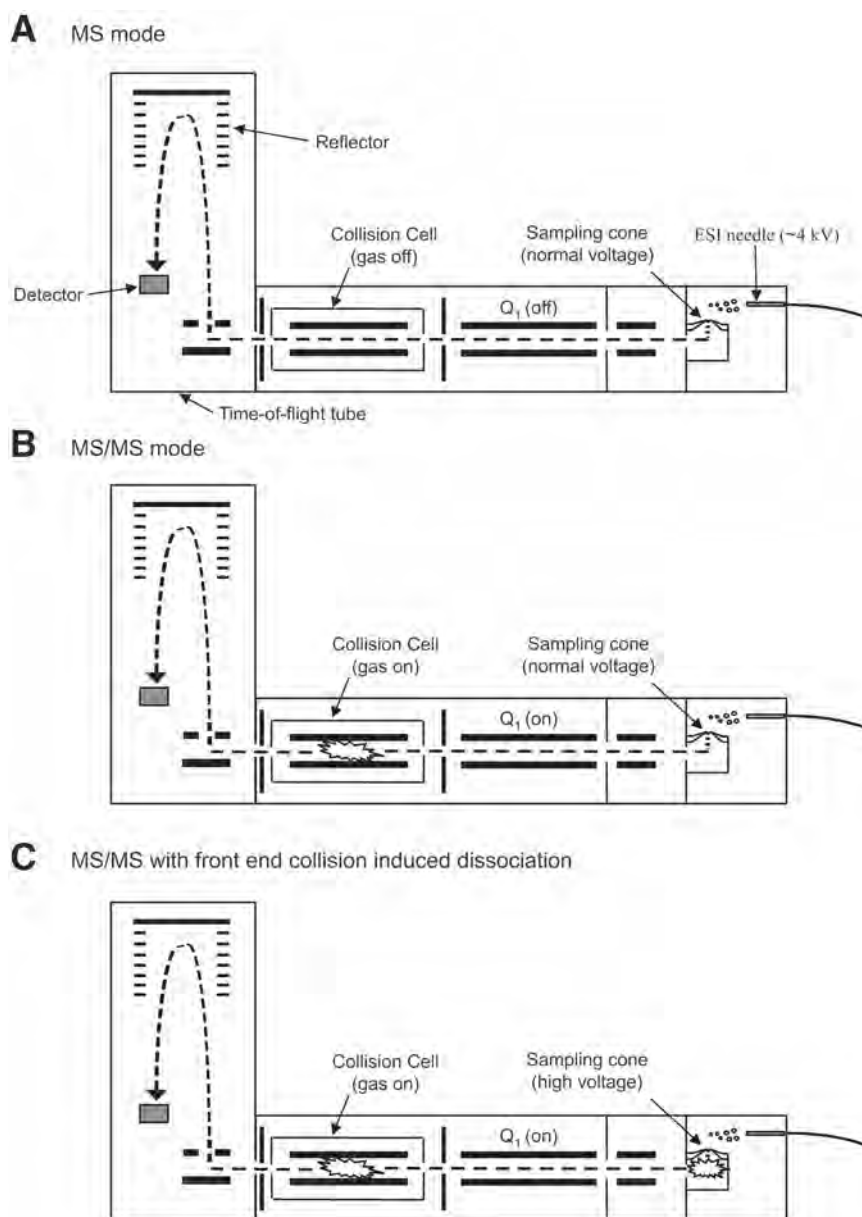 A MS mode
Reflector
Collision Cell
(gas off)
Sampling cone
(normal voltage)
ESI needle (~4 kV)
Detector
Q1 (off)
Time-of-flight tube
B MS/MS mode
Collision Cell
(gas on)
Sampling cone
(normal voltage)
Q1 (on)
C MS/MS with front end collision induced dissociation
Collision Cell
(gas on)
Sampling cone
(high voltage)
Q1 (on)